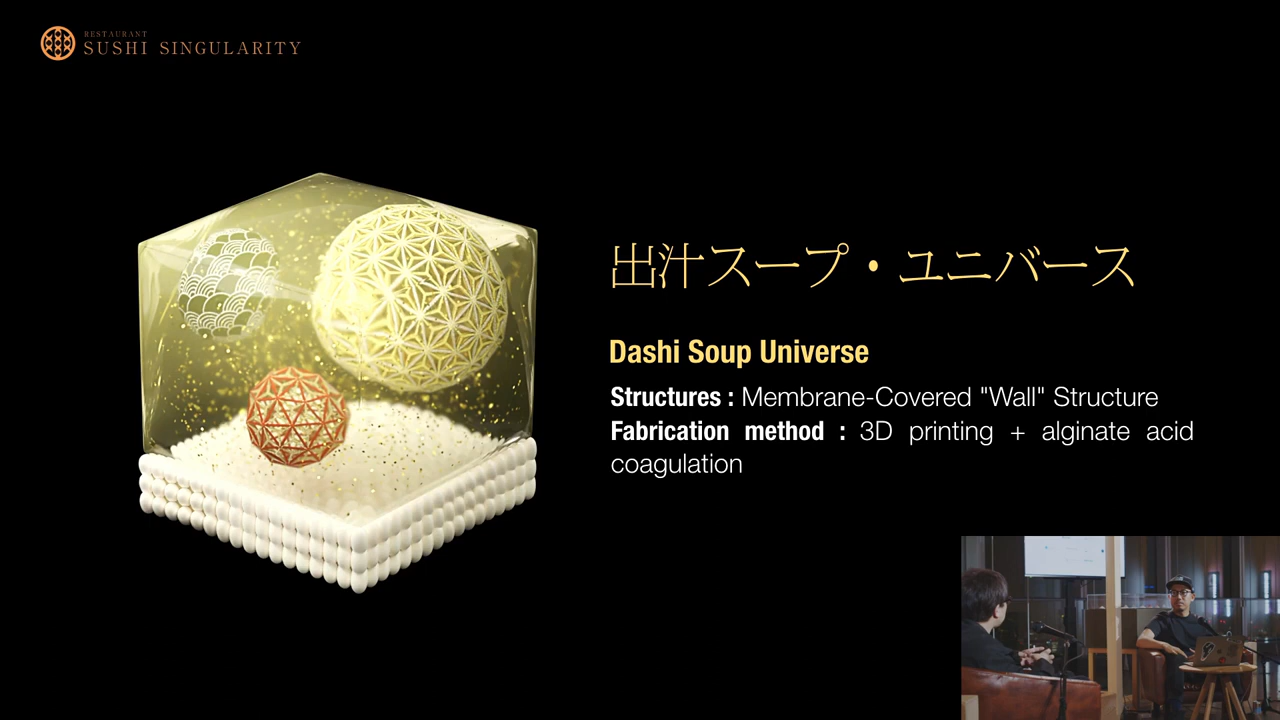 RESTAURANT
SUSHI SINGULARITY
出汁スープ・ユニバース
Dashi Soup Universe
Structures : Membrane-Covered "Wall" Structure
Fabrication method : 3D printing + alginate acid
coagulation